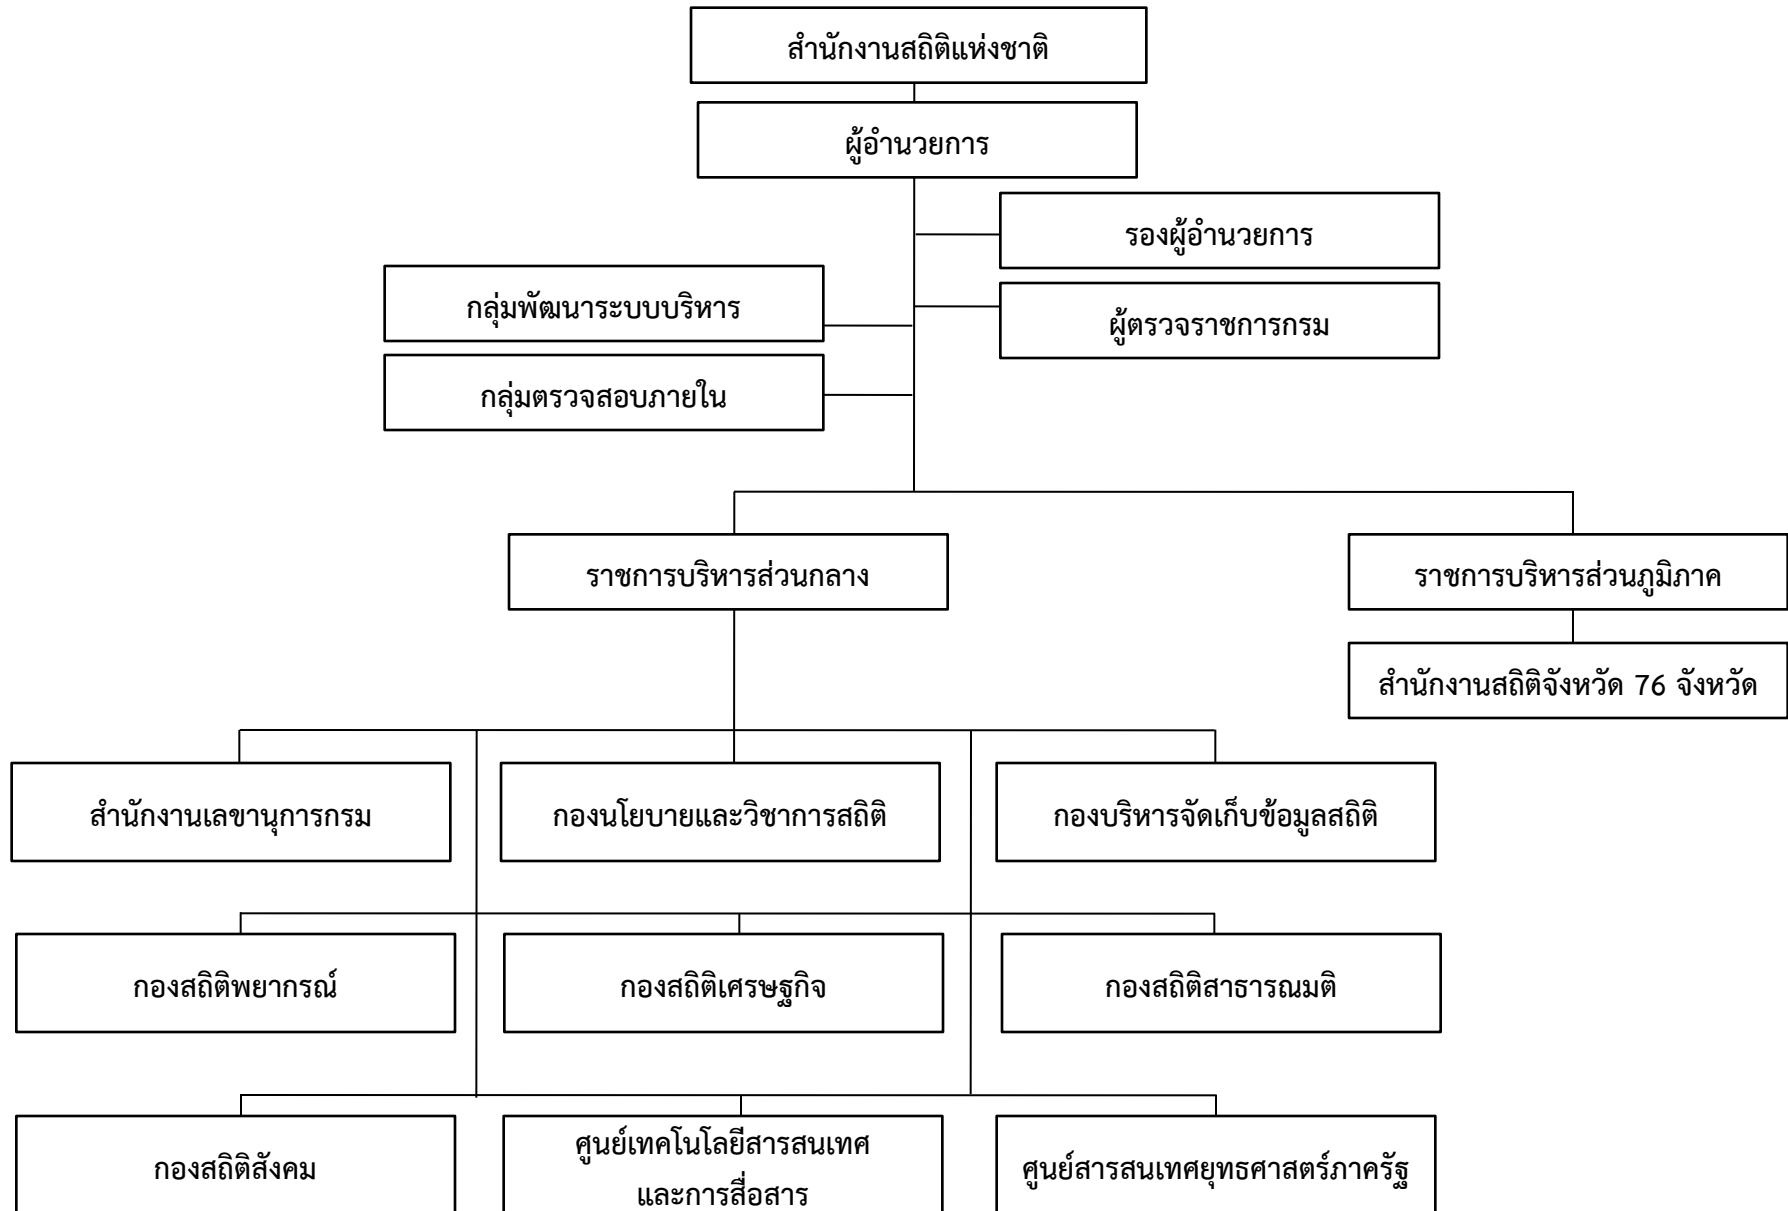 สำนักงานสถิติแห่งชาติ
ผู้อำนวยการ
รองผู้อำนวยการ
กลุ่มพัฒนาระบบบริหาร
ผู้ตรวจราชการกรม
กลุ่มตรวจสอบภายใน
ราชการบริหารส่วนกลาง
ราชการบริหารส่วนภูมิภาค
สำนักงานสถิติจังหวัด 76 จังหวัด
สำนักงานเลขานุการกรม
กองนโยบายและวิชาการสถิติ
กองบริหารจัดเก็บข้อมูลสถิติ
กองสถิติพยากรณ์
กองสถิติเศรษฐกิจ
กองสถิติสาธารณมติ
กองสถิติสังคม
ศูนย์เทคโนโลยีสารสนเทศ
และการสื่อสาร
ศูนย์สารสนเทศยุทธศาสตร์ภาครัฐ